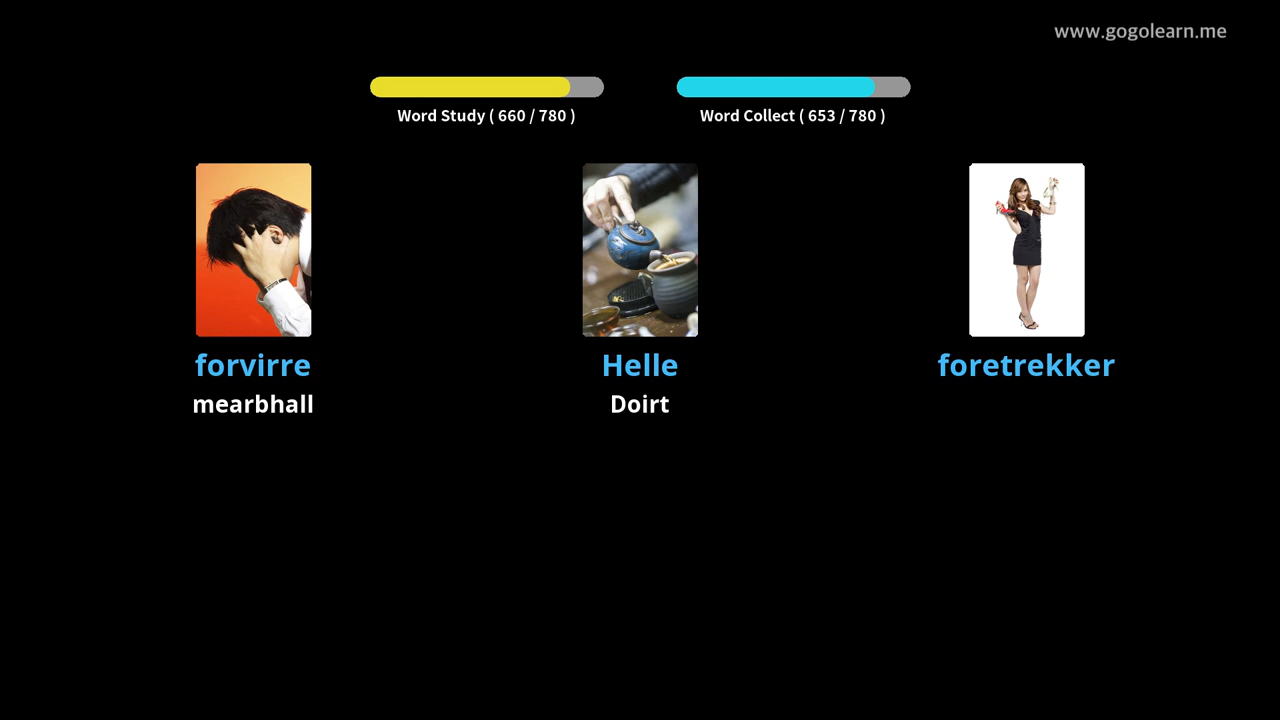 www.gogolearn.me
Word Study ( 660 / 780 )
Word Collect ( 653 / 780 )
forvirre
mearbhall
Helle
Doirt
foretrekker